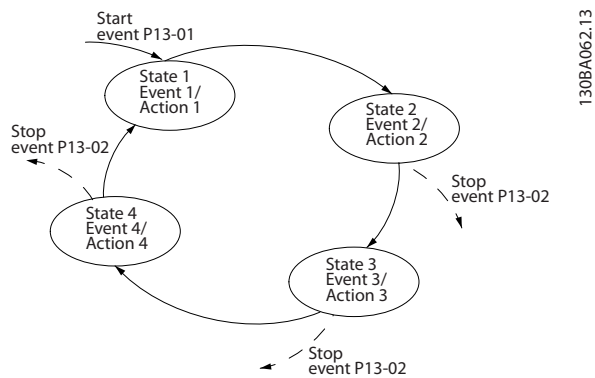 Start
event P13-01
State 1
Event 1/
Action 1
State 2
Event 2/
Action 2
Stop
event P13-02
Stop
event P13-02
State 4
Event 4/
Action 4
State 3
Event 3/
Action 3
Stop
event P13-02
130BA062.13